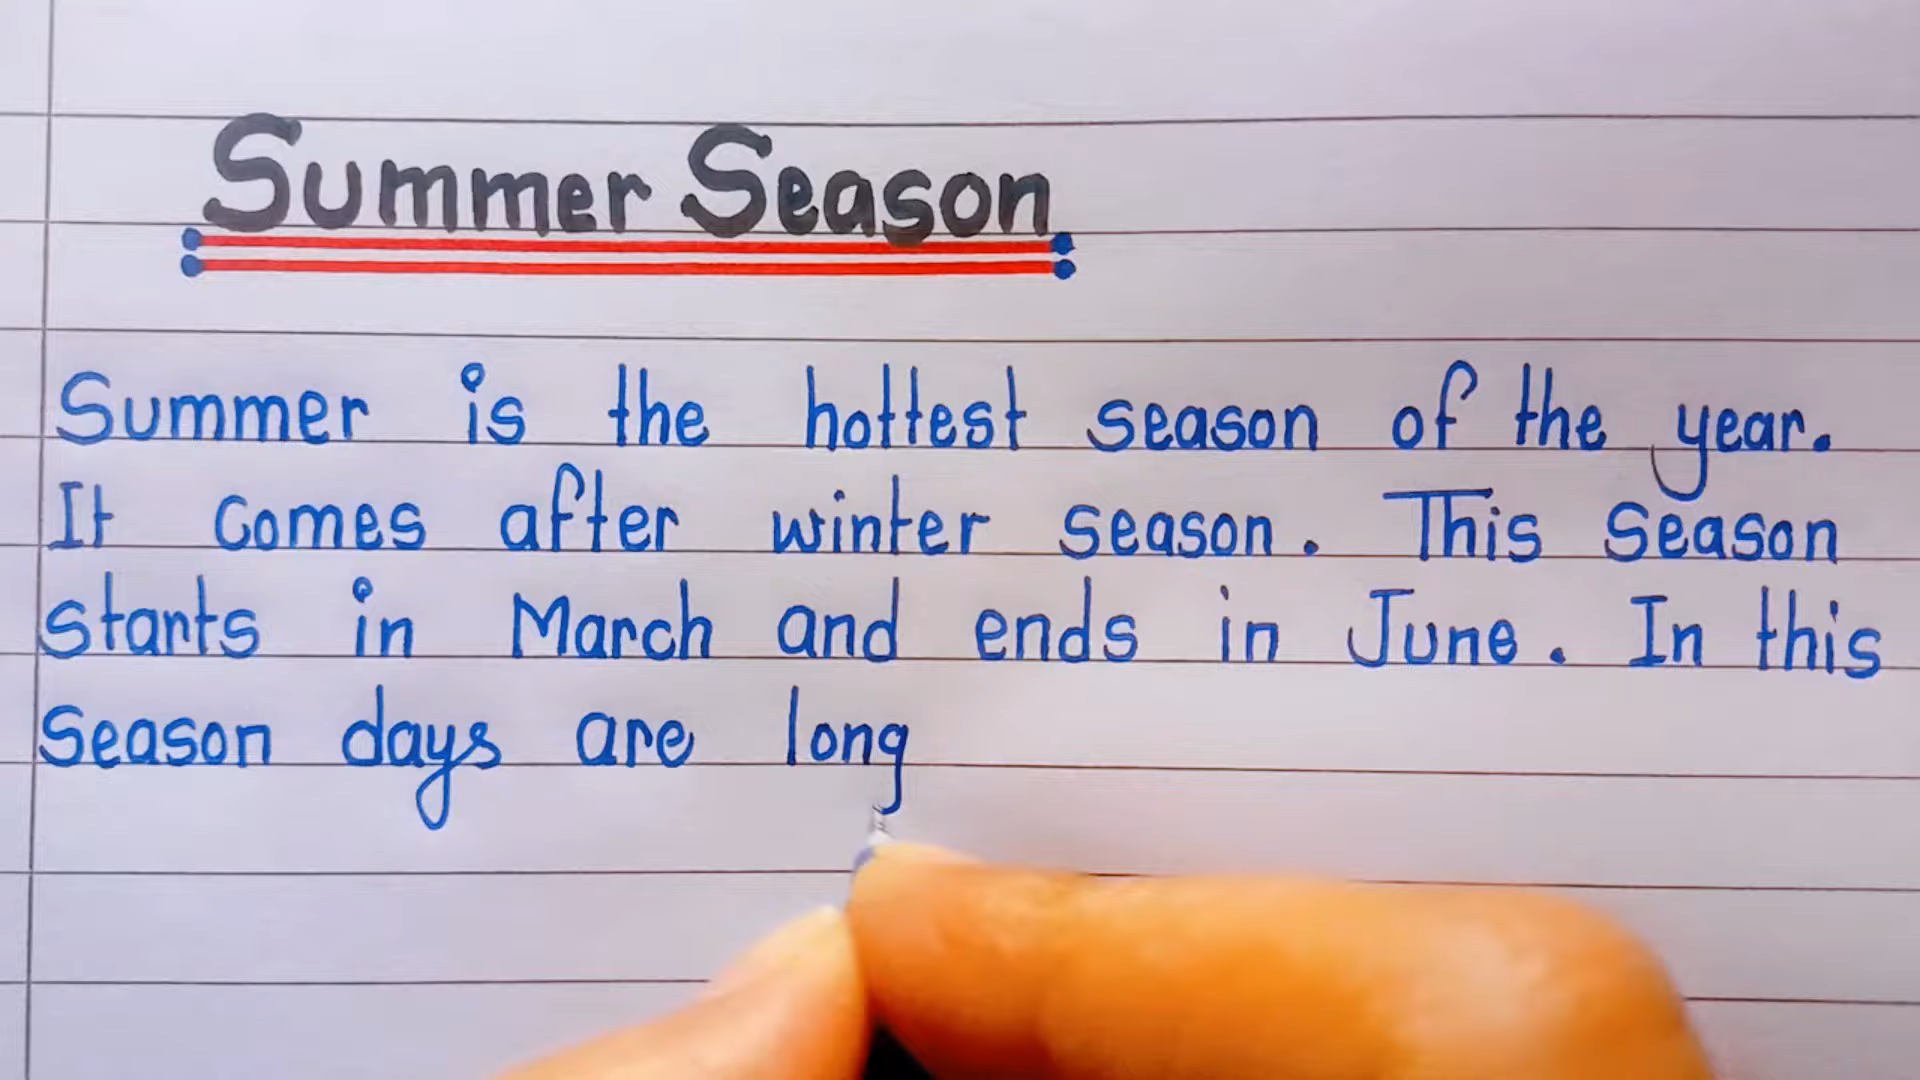 Summer Season
Summer is the hottest season of the year.
It comes after winter season. This Season
starts in March and ends in June. In this
Season days are long